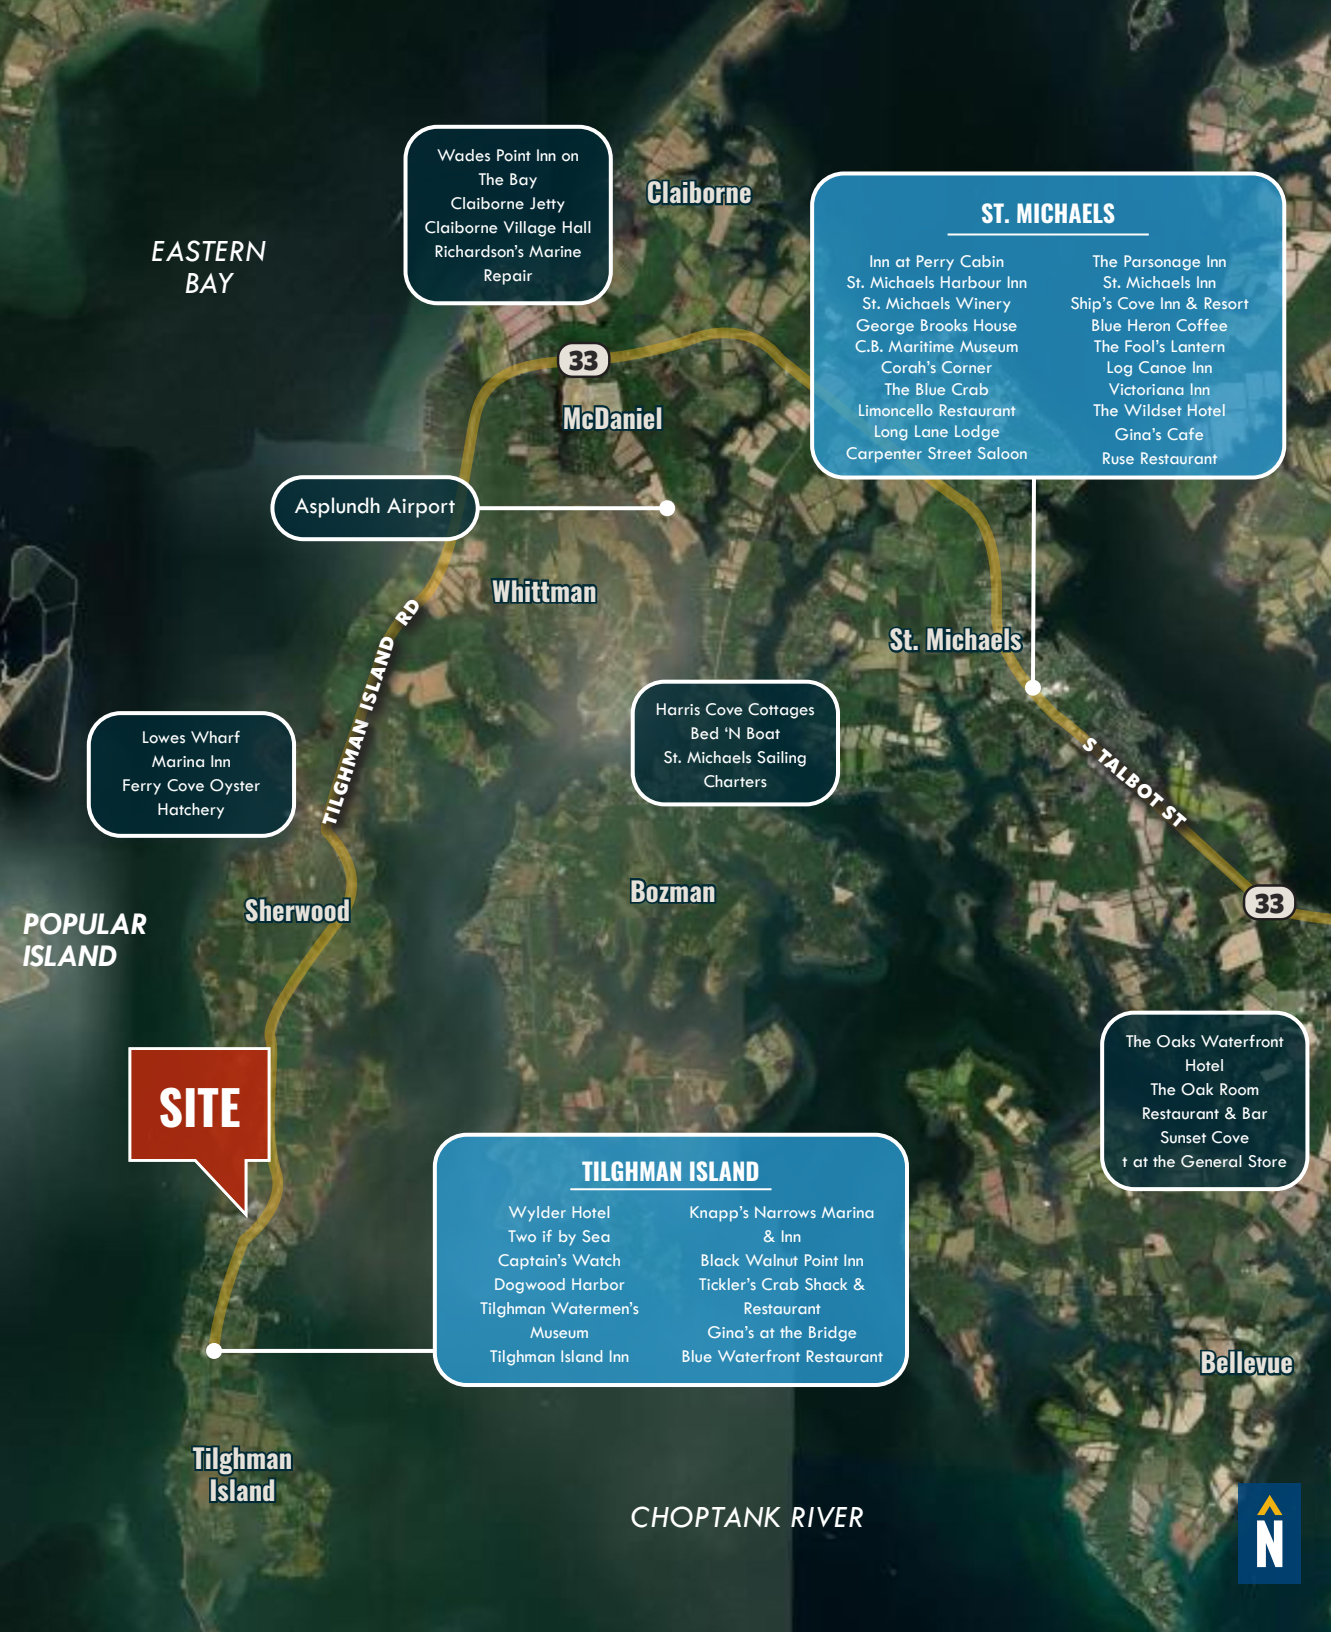 Wades Point Inn on
The Bay
Claiborne Jetty
Claiborne Village Hall
Richardson's Marine
Repair
Claiborne
EASTERN
BAY
ST. MICHAELS
Inn at Perry Cabin
St. Michaels Harbour Inn
St. Michaels Winery
George Brooks House
C.B. Maritime Museum
Corah's Corner
The Blue Crab
Limoncello Restaurant
Long Lane Lodge
Carpenter Street Saloon
The Parsonage Inn
St. Michaels Inn
Ship's Cove Inn & Resort
Blue Heron Coffee
The Fool's Lantern
Log Canoe Inn
Victoriana Inn
The Wildset Hotel
Gina's Cafe
Ruse Restaurant
33
McDaniel
Asplundh Airport
Whittman
TILGHMAN ISLAND RD
St. Michaels
Harris Cove Cottages
Bed ‘N Boat
St. Michaels Sailing
Charters
Lowes Wharf
Marina Inn
Ferry Cove Oyster
Hatchery
S TALBOT ST
Bozman
33
Sherwood
POPULAR
ISLAND
The Oaks Waterfront
Hotel
The Oak Room
Restaurant & Bar
Sunset Cove
t at the General Store
SITE
TILGHMAN ISLAND
Wylder Hotel
Two if by Sea
Captain's Watch
Dogwood Harbor
Tilghman Watermen's
Museum
Tilghman Island Inn
Knapp's Narrows Marina
& Inn
Black Walnut Point Inn
Tickler's Crab Shack &
Restaurant
Gina's at the Bridge
Blue Waterfront Restaurant
Bellevue
Tilghman
Island
CHOPTANK RIVER
N